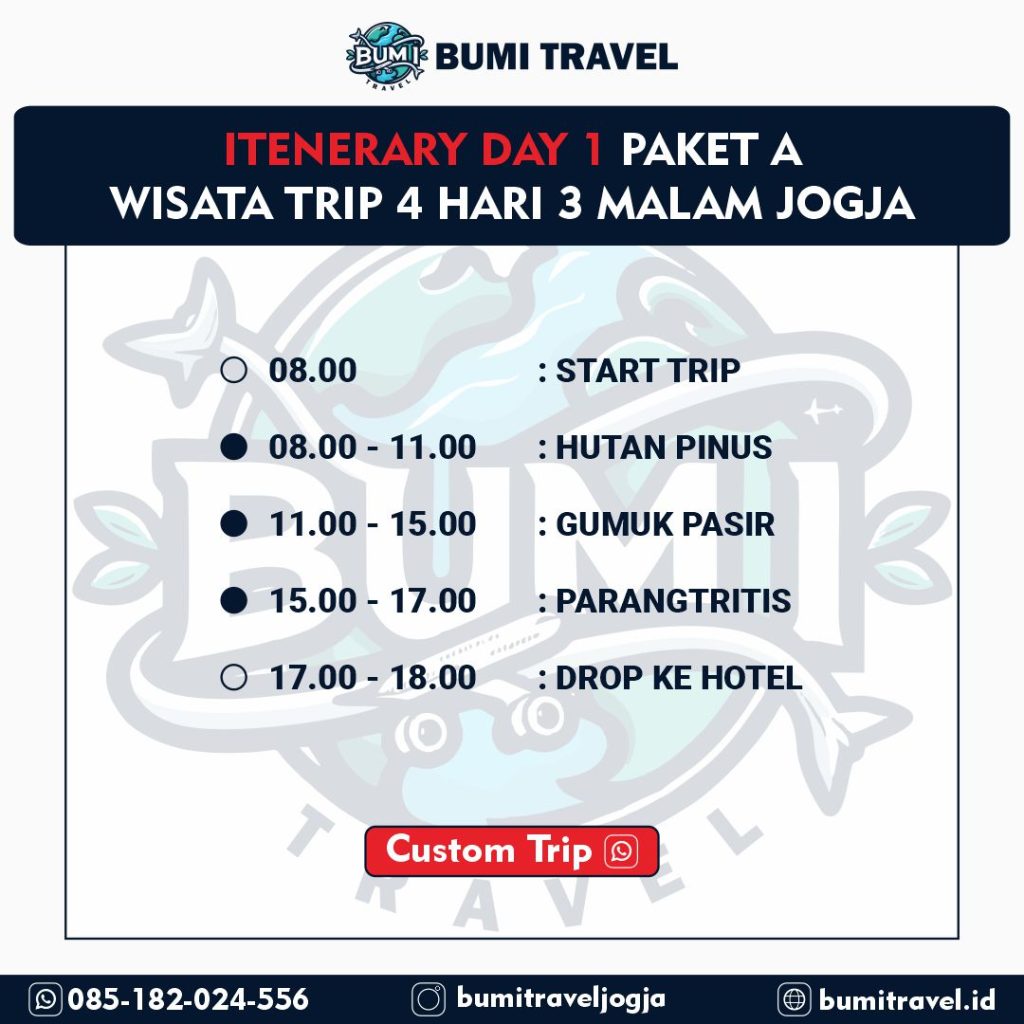 BUMI TRAVEL BUMI TRAVEL
ITENERARY DAY 1 PAKET A
WISATA TRIP 4 HARI 3 MALAM JOGJA
08.00 : START TRIP
08.00 - 11.00 : HUTAN PINUS
11.00 - 15.00 : GUMUK PASIR
15.00 - 17.00 : PARANGTRITIS
17.00 - 18.00 : DROP KE HOTEL
BUMI
TRAVEL
Custom Trip
085-182-024-556 bumitraveljogja bumitravel.id